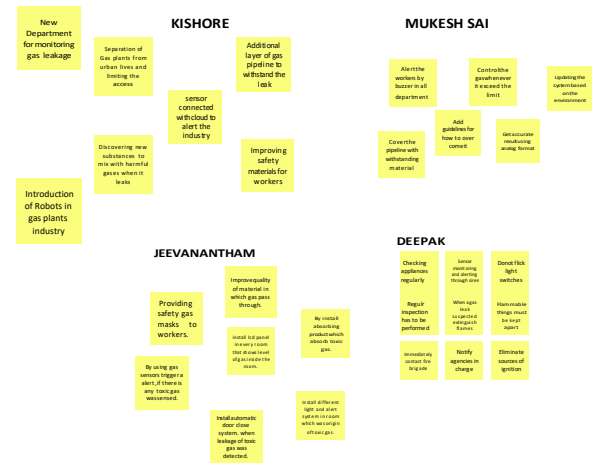 KISHORE
New
Department
for monitoring
gas leakage
Separation of
Gas plants from
urban lives and
limiting the
access
Additional
layer of gas
pipeline to
withstand the
leak
sensor
connected
with cloud to
alert the
industry
Discovering new
substances to
mix with harmful
gases when it
leaks
Improving
safety
materials for
workers
Introduction
of Robots in
gas plants
industry
MUKESH SAI
Alert the
workers by
buzzer in all
department
Control the
gas whenever
it exceed the
limit
Updating the
system based
on the
environment
Add
guidelines for
how to over
come it
Cover the
pipeline with
withstanding
material
Get accurate
result using
analog format
JEEVANANTHAM
Improve quality
of material in
which gas pass
through.
Providing
safety gas
masks to
workers.
By install
absorbing
product which
absorb toxic
gas.
install lcd panel
in every room
that shows level
of gas inside the
room.
By using gas
sensors trigger a
alert, if there is
any toxic gas
was sensed.
Install automatic
door close
system. when
leakage of toxic
gas was
detected.
Install different
light and alert
system in room
which was origin
of toxic gas.
DEEPAK
Checking
appliances
regularly
Sensor
monitoring
and alerting
through siren
Do not flick
light
switches
Regulr
inspection
has to be
performed
When a gas
leak
suspected
extinguish
flames
Flammable
things must
be kept
apart
Immediately
contact fire
brigade
Notify
agencies in
charge
Eliminate
sources of
ignition